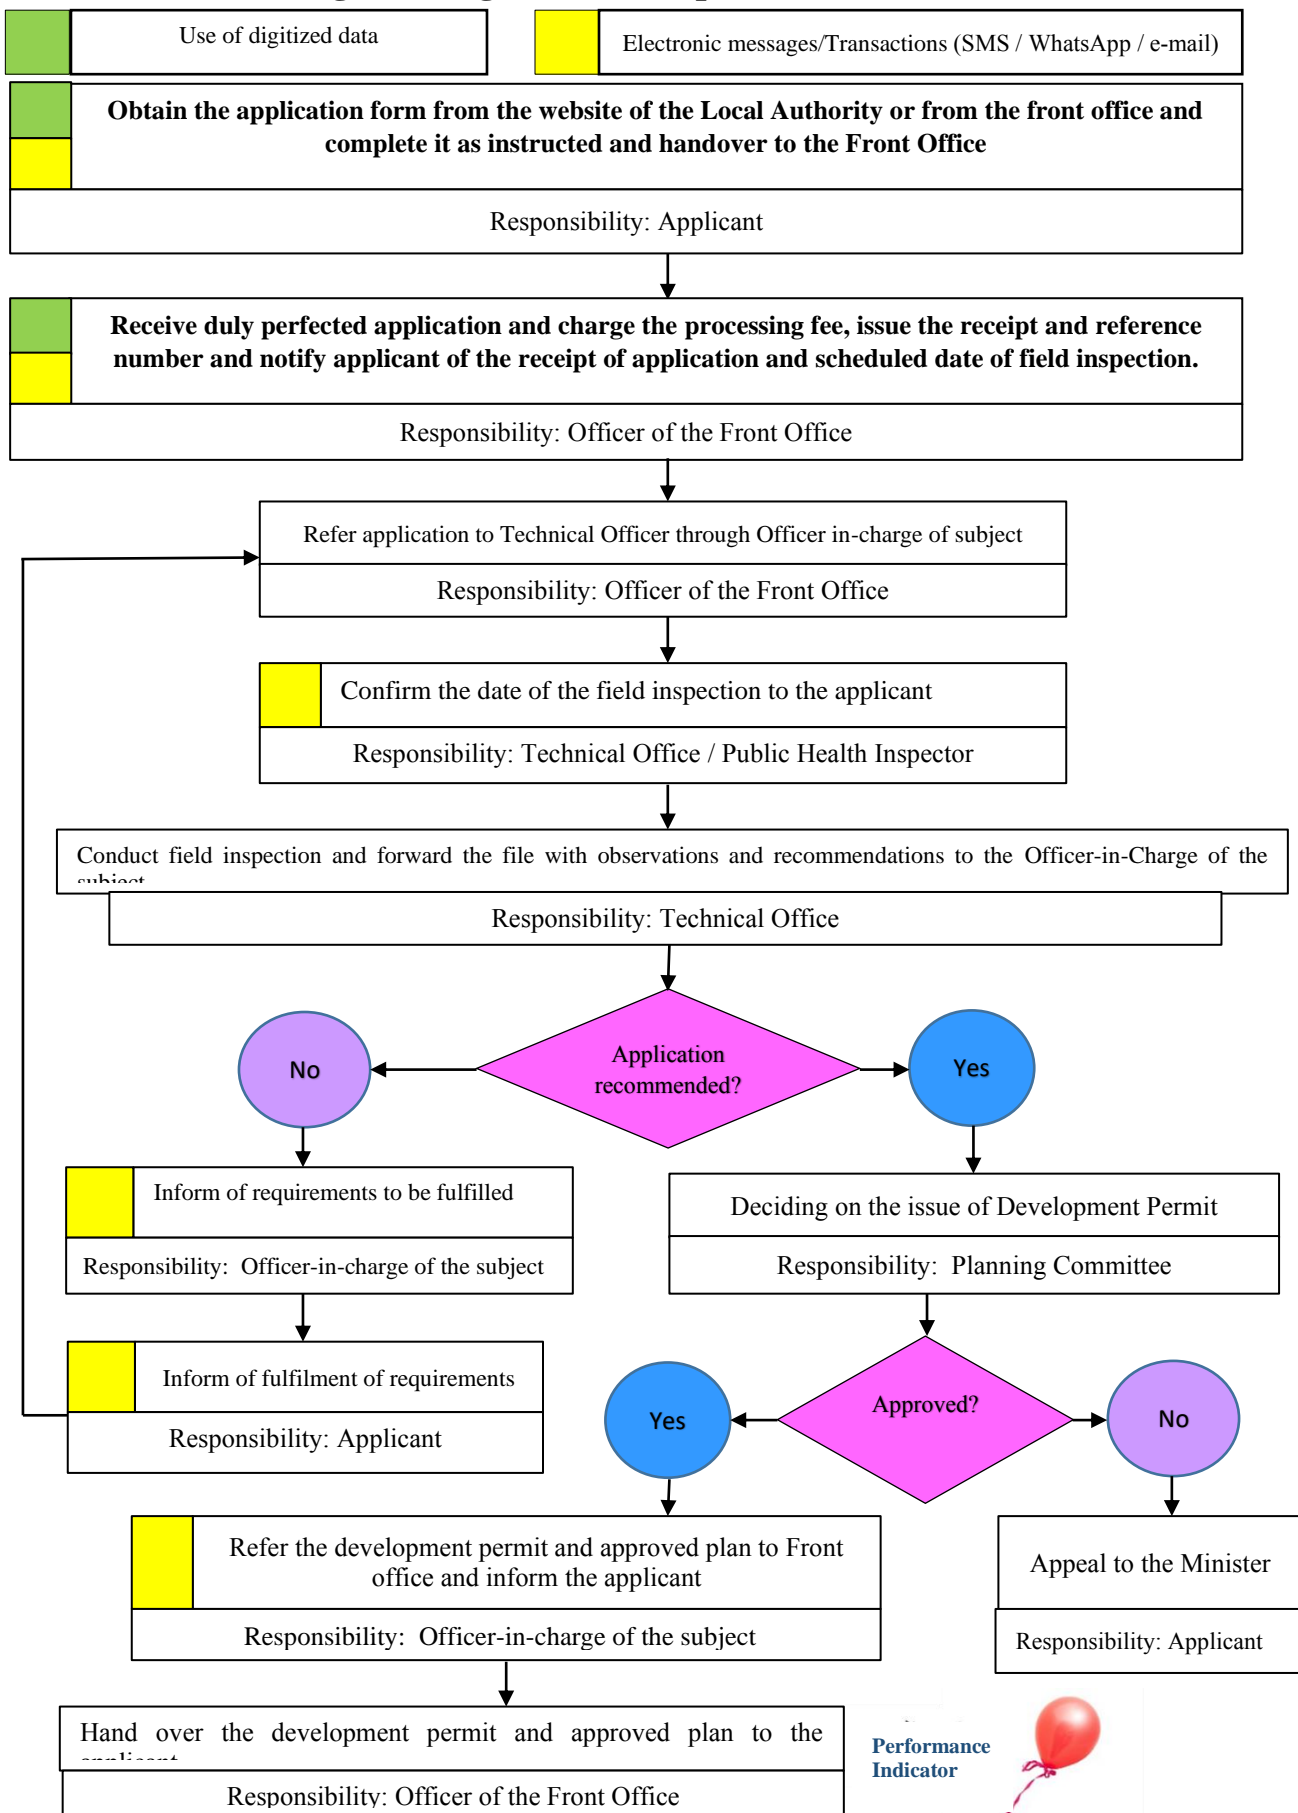 Use of digitized data
Electronic messages/Transactions (SMS / WhatsApp / e-mail)
Obtain the application form from the website of the Local Authority or from the front office and
complete it as instructed and handover to the Front Office
Responsibility: Applicant
Receive duly perfected application and charge the processing fee, issue the receipt and reference
number and notify applicant of the receipt of application and scheduled date of field inspection.
Responsibility: Officer of the Front Office
Refer application to Technical Officer through Officer in-charge of subject
Responsibility: Officer of the Front Office
Confirm the date of the field inspection to the applicant
Responsibility: Technical Office / Public Health Inspector
Conduct field inspection and forward the file with observations and recommendations to the Officer-in-Charge of the
subject
Responsibility: Technical Office
Application
recommended?
No
Yes
Inform of requirements to be fulfilled
Responsibility: Officer-in-charge of the subject
Deciding on the issue of Development Permit
Responsibility: Planning Committee
Inform of fulfilment of requirements
Responsibility: Applicant
Approved?
Yes
No
Refer the development permit and approved plan to Front
office and inform the applicant
Responsibility: Officer-in-charge of the subject
Appeal to the Minister
Responsibility: Applicant
Hand over the development permit and approved plan to the
applicant
Responsibility: Officer of the Front Office
Performance
Indicator